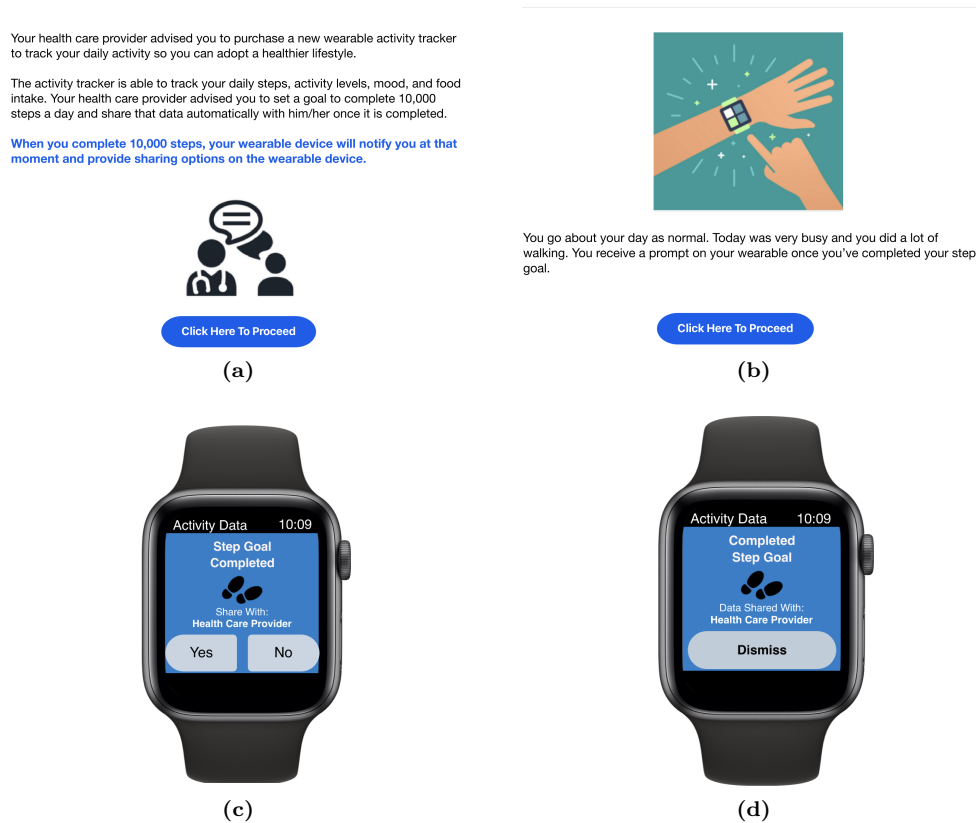 Your health care provider advised you to purchase a new wearable activity tracker
to track your daily activity so you can adopt a healthier lifestyle.
The activity tracker is able to track your daily steps, activity levels, mood, and food
intake. Your health care provider advised you to set a goal to complete 10,000
steps a day and share that data automatically with him/her once it is completed.
When you complete 10,000 steps, your wearable device will notify you at that
moment and provide sharing options on the wearable device.
Click Here To Proceed
(a)
You go about your day as normal. Today was very busy and you did a lot of
walking. You receive a prompt on your wearable once you've completed your step
goal.
Click Here To Proceed
(b)
Activity Data 10:09
Step Goal
Completed
Share With:
Health Care Provider
Yes No
(c)
Activity Data 10:09
Completed
Step Goal
Data Shared With:
Health Care Provider
Dismiss
(d)